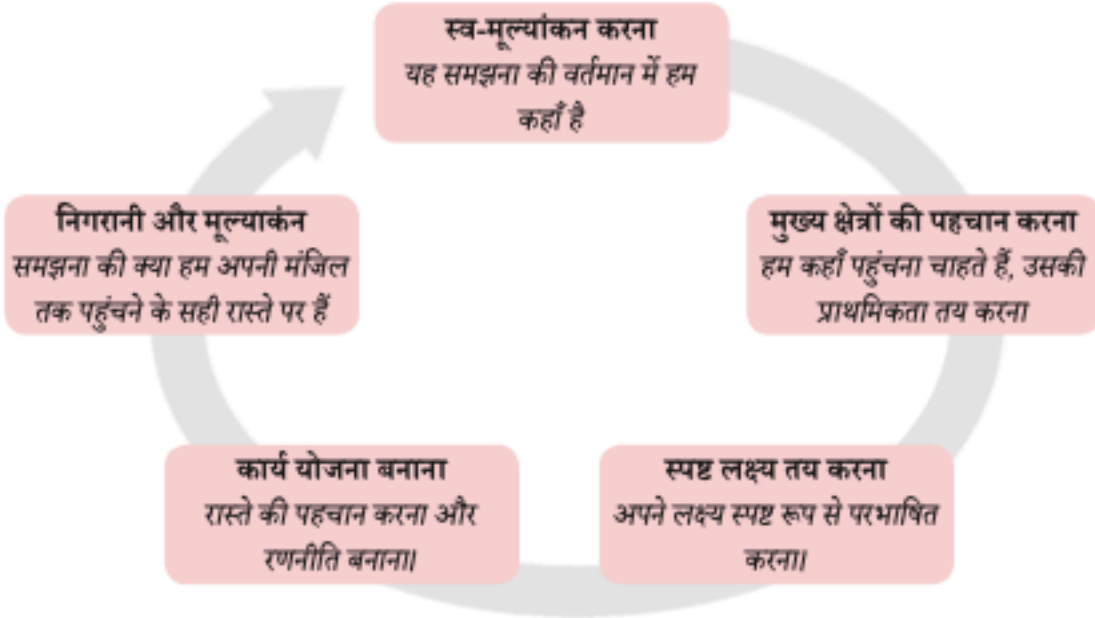 स्व-मूल्यांकन करना
यह समझना की वर्तमान में हम
कहाँ है
मुख्य क्षेत्रों की पहचान करना
हम कहाँ पहुंचना चाहते हैं, उसकी
प्राथमिकता तय करना
स्पष्ट लक्ष्य तय करना
अपने लक्ष्य स्पष्ट रूप से परभाषित
करना।
कार्य योजना बनाना
रास्ते की पहचान करना और
रणनीति बनाना।
निगरानी और मूल्याकंन
समझना की क्या हम अपनी मंजिल
तक पहुंचने के सही रास्ते पर हैं